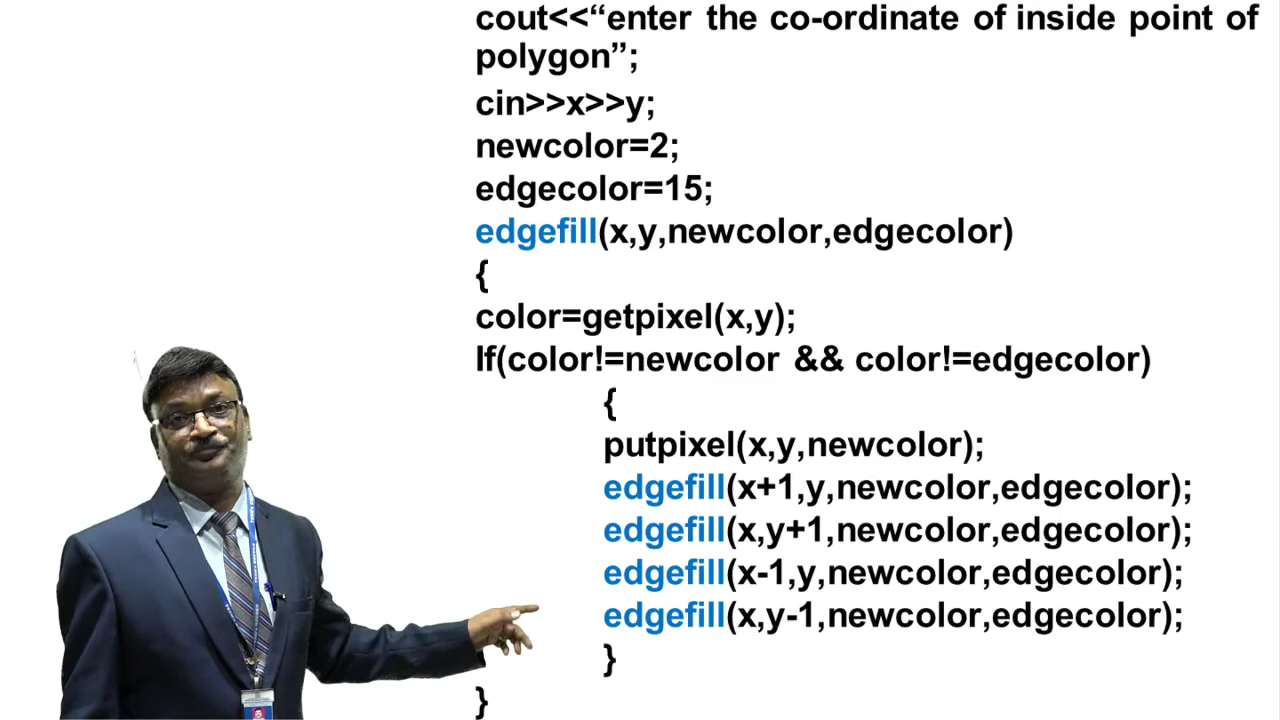 cout<<“enter the co-ordinate of inside point of
polygon”;
cin>>x>>y;
newcolor=2;
edgecolor=15;
edgefill(x,y,newcolor,edgecolor)
{
color=getpixel(x,y);
If(color!=newcolor && color!=edgecolor)
{
putpixel(x,y,newcolor);
edgefill(x+1,y,newcolor,edgecolor);
edgefill(x,y+1,newcolor,edgecolor);
edgefill(x-1,y,newcolor,edgecolor);
edgefill(x,y-1,newcolor,edgecolor);
}
}